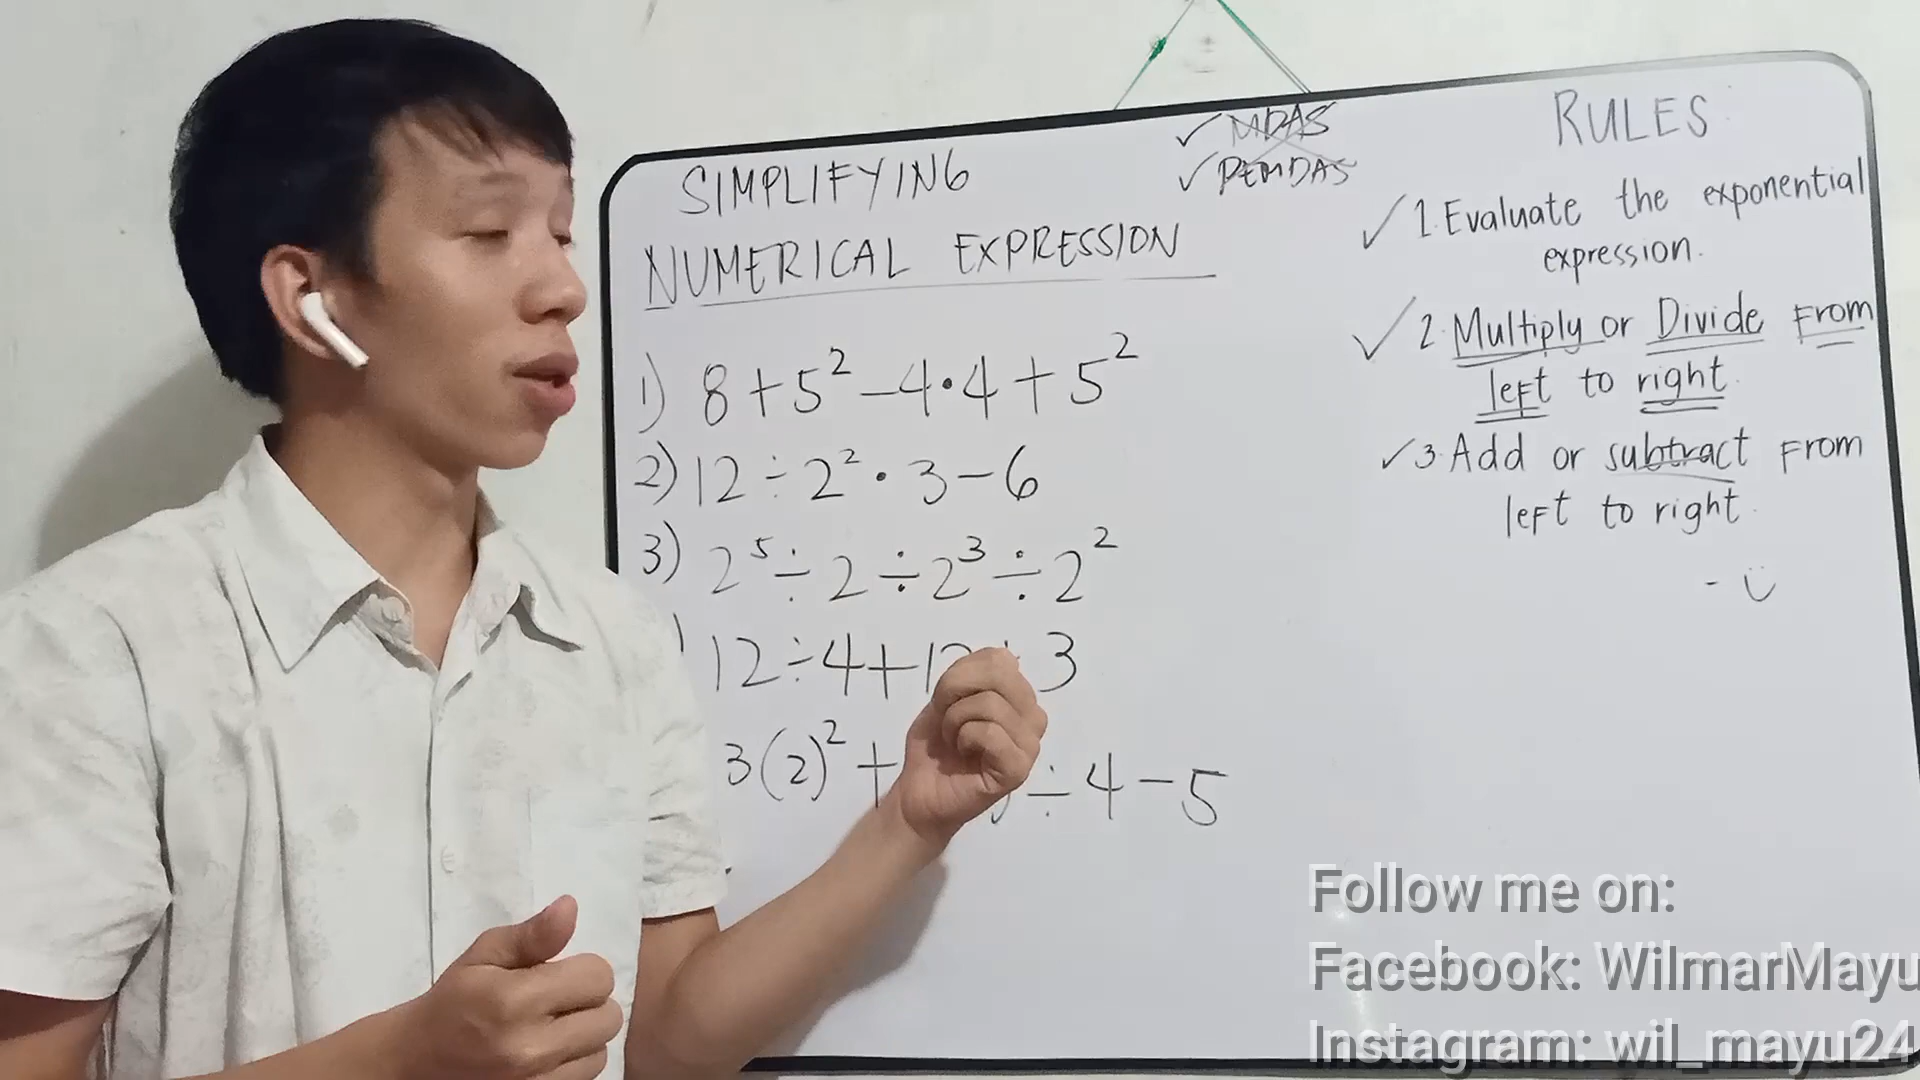 SIMPLIFYING
NUMERICAL EXPRESSION
1) 8+5²-4•4+5²
2) 12÷2²•3-6
3) 2⁵÷2÷2³÷2²
12÷4+12÷3
3(2)²+ ÷4-5
✓ MDAS
✓ PEMDAS
RULES
✓ 1. Evaluate the exponential
expression.
✓ 2. Multiply or Divide From
left to right.
✓ 3. Add or subtract From
left to right.
Follow me on:
Facebook: WilmarMayu
Instagram: wil_mayu24